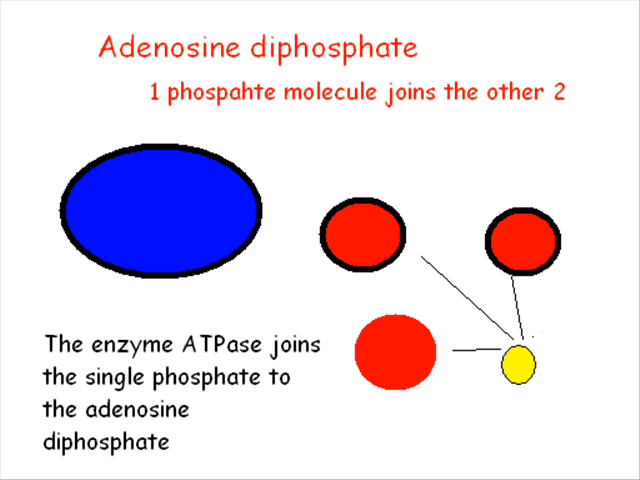 Adenosine diphosphate
1 phospahte molecule joins the other 2
The enzyme ATPase joins
the single phosphate to
the adenosine
diphosphate